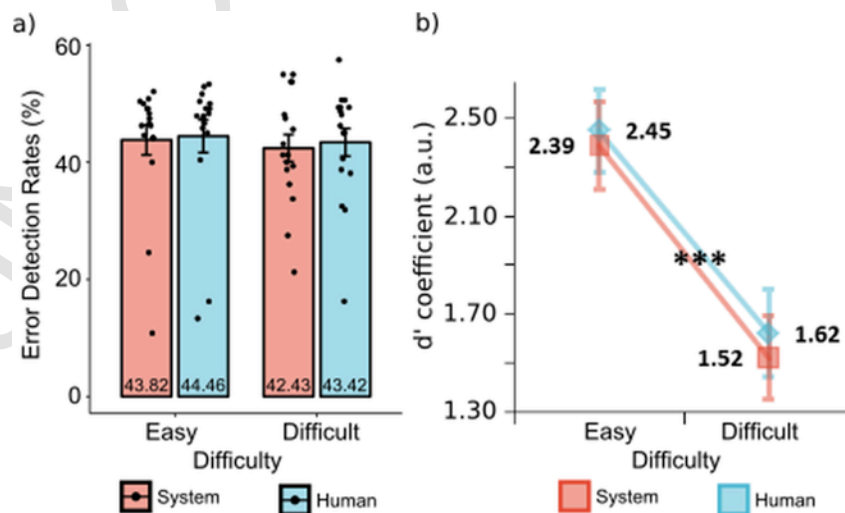 a)
Error Detection Rates (%)
60
40
20
0
43.82
44.46
42.43
43.42
Easy
Difficult
Difficulty
System
Human
b)
d' coefficient (a.u.)
2.50
2.10
1.70
1.30
2.39
2.45
***
1.52
1.62
Easy
Difficult
Difficulty
System
Human